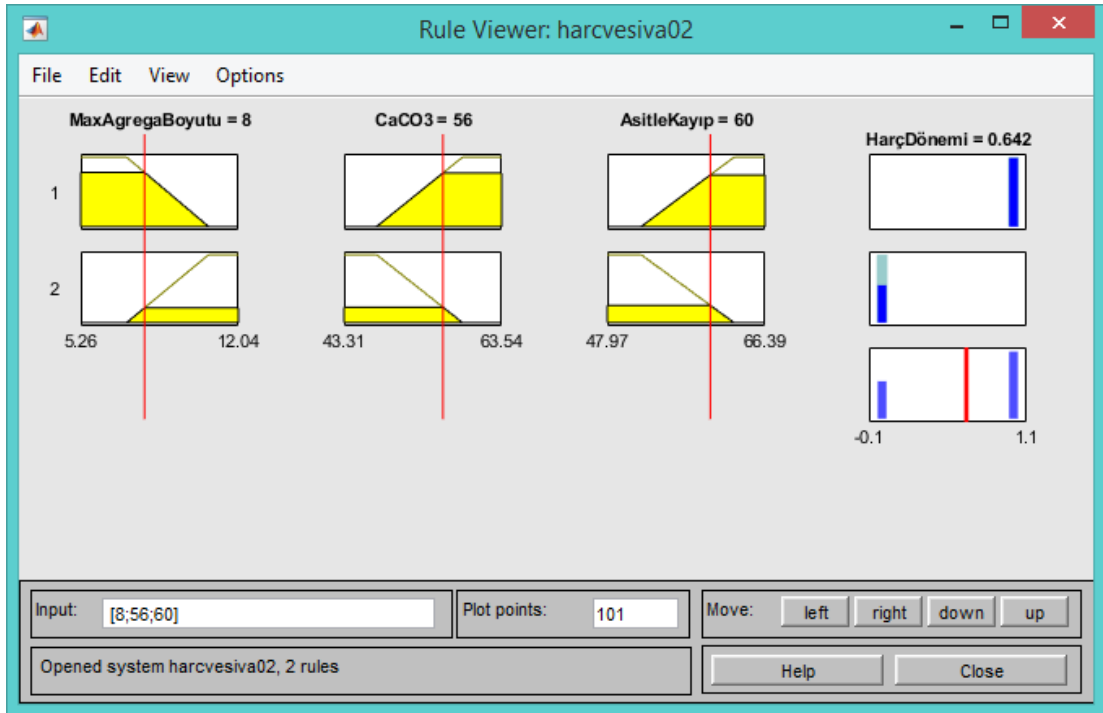 Rule Viewer: harcvesiva02
File Edit View Options
MaxAgregaBoyutu = 8
CaCO3 = 56
AsitleKayıp = 60
HarçDönemi = 0.642
1
2
5.26 12.04
43.31 63.54
47.97 66.39
-0.1 1.1
Input: [8;56;60]
Plot points: 101
Move: left right down up
Opened system harcvesiva02, 2 rules
Help Close